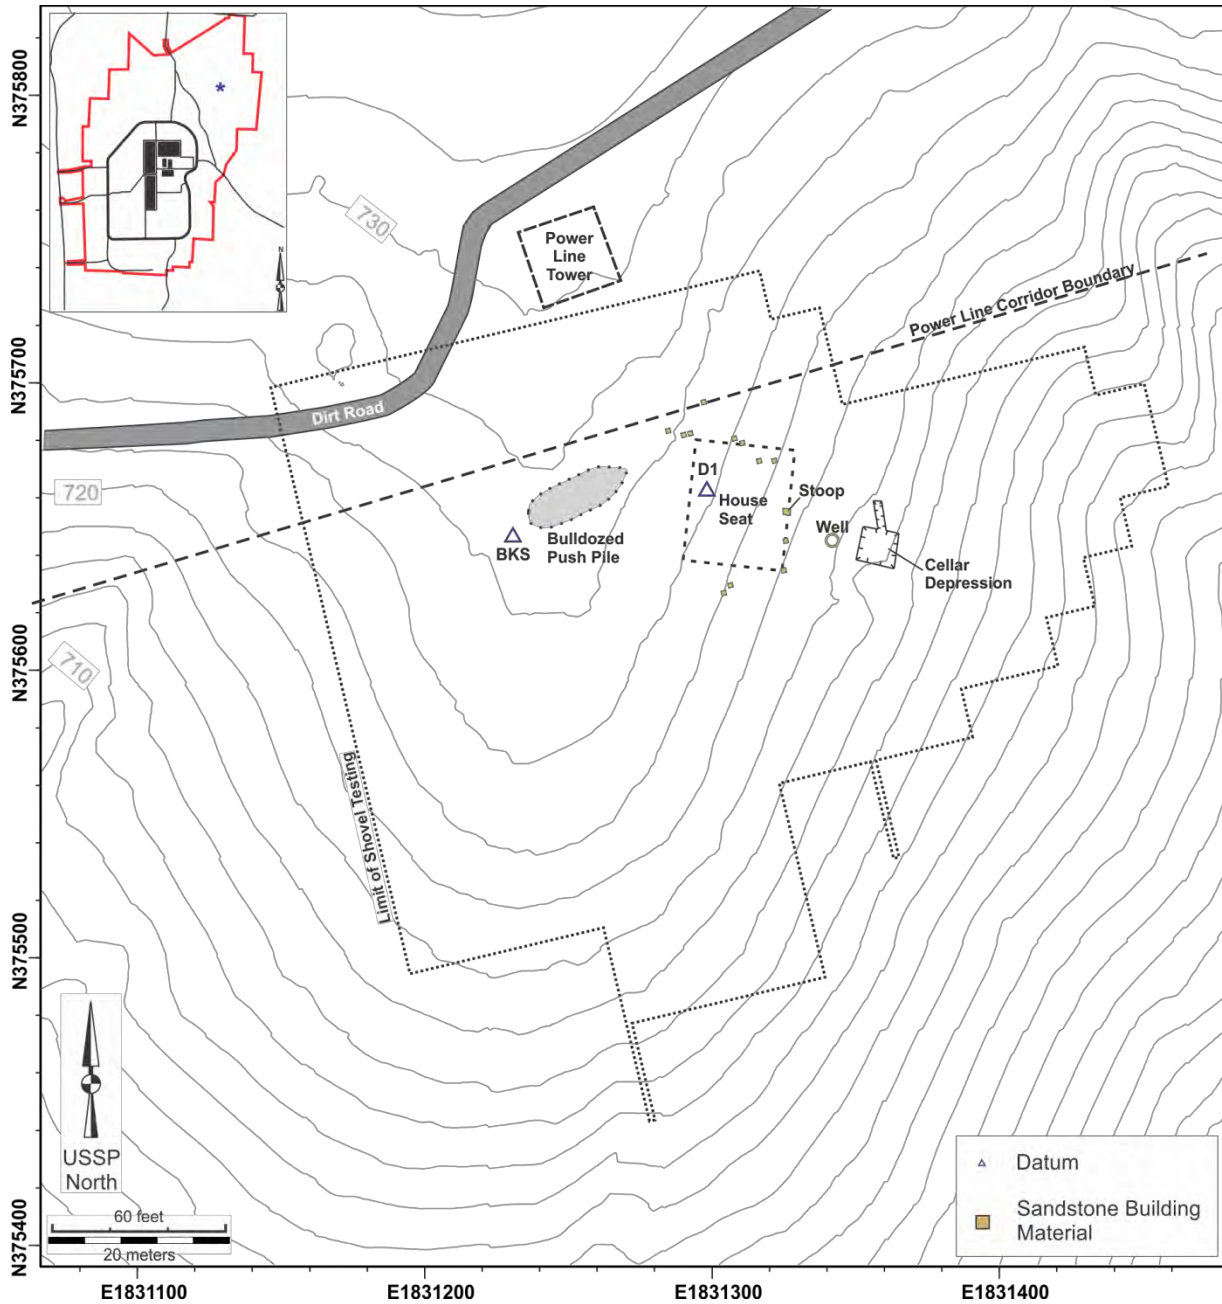 N
N375800
730
Power
Line
Tower
Power Line Corridor Boundary
N375700
Dirt Road
720
D1
House
Seat
Stoop
Well
BKS
Bulldozed
Push Pile
Cellar
Depression
N375600
710
Limit of Shovel Testing
N375500
USSP
North
60 feet
20 meters
Datum
Sandstone Building
Material
N375400
E1831100
E1831200
E1831300
E1831400